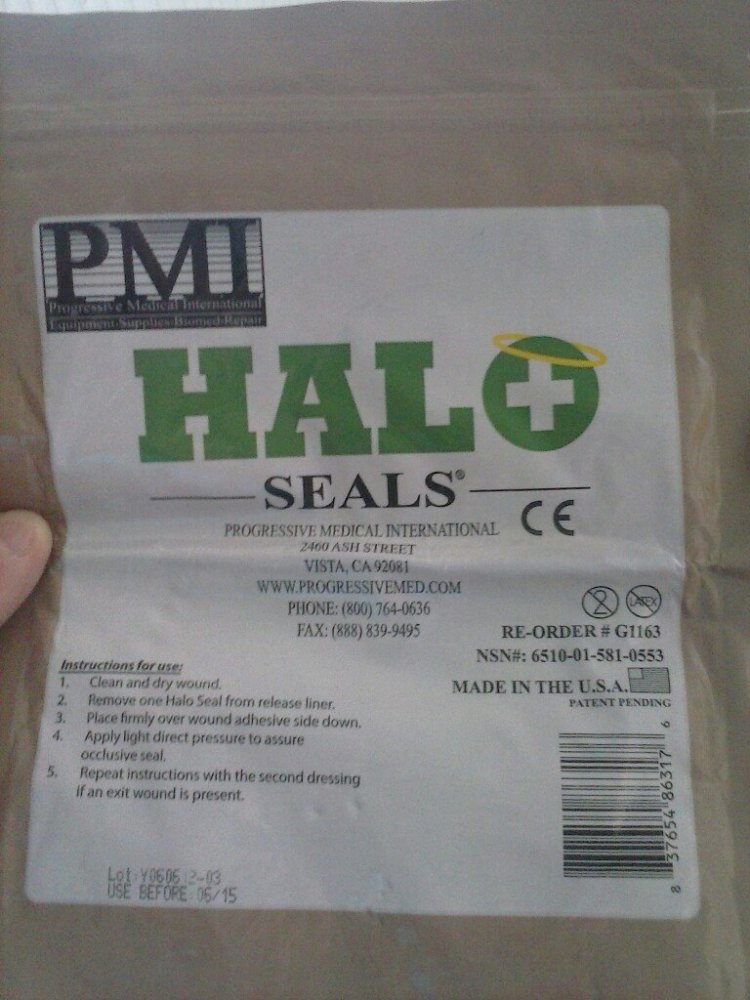 PMI
Progressive Medical International
Equipment Supplies Biomed Repair
HALO
SEALS®
PROGRESSIVE MEDICAL INTERNATIONAL
CE
2460 ASH STREET
VISTA, CA 92081
WWW.PROGRESSIVEMED.COM
PHONE: (800) 764-0636
FAX: (888) 839-9495
2
LATEX
RE-ORDER # G1163
NSN#: 6510-01-581-0553
MADE IN THE U.S.A.
PATENT PENDING
Instructions for use:
1. Clean and dry wound.
2. Remove one Halo Seal from release liner.
3. Place firmly over wound adhesive side down.
4. Apply light direct pressure to assure
occlusive seal.
5. Repeat instructions with the second dressing
if an exit wound is present.
8 37654 86317 6
Lot: Y060612-03
USE BEFORE 06/15